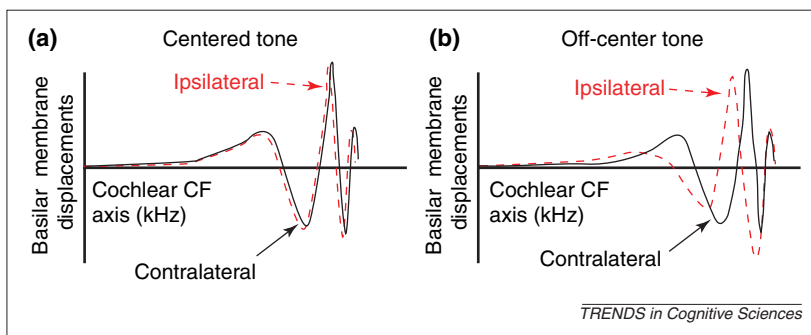 (a)
Centered tone
Ipsilateral
Basilar membrane
displacements
Cochlear CF
axis (kHz)
Contralateral
(b)
Off-center tone
Ipsilateral
Basilar membrane
displacements
Cochlear CF
axis (kHz)
Contralateral
TRENDS in Cognitive Sciences